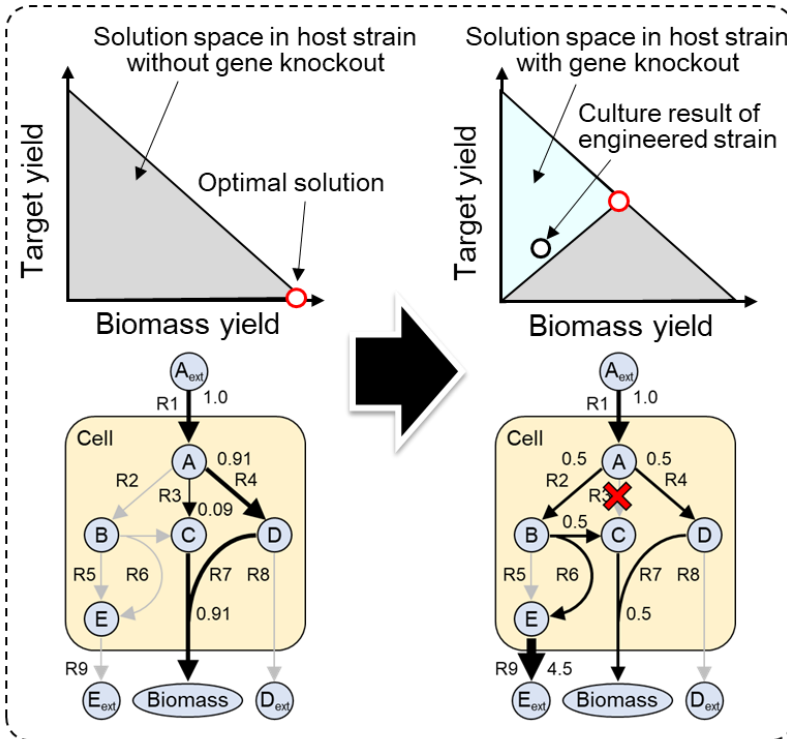 Solution space in host strain
without gene knockout
Target yield
Optimal solution
Biomass yield
Solution space in host strain
with gene knockout
Culture result of
engineered strain
Target yield
Biomass yield
Aext
R1 1.0
Cell
A 0.91
R2 R3 R4
0.09
B C D
R5 R6 R7 R8
0.91
E
R9
Eext Biomass Dext
Aext
R1 1.0
Cell
0.5 A 0.5
R2 R3 R4
0.5
B C D
R5 R6 R7 R8
0.5
E
R9 4.5
Eext Biomass Dext